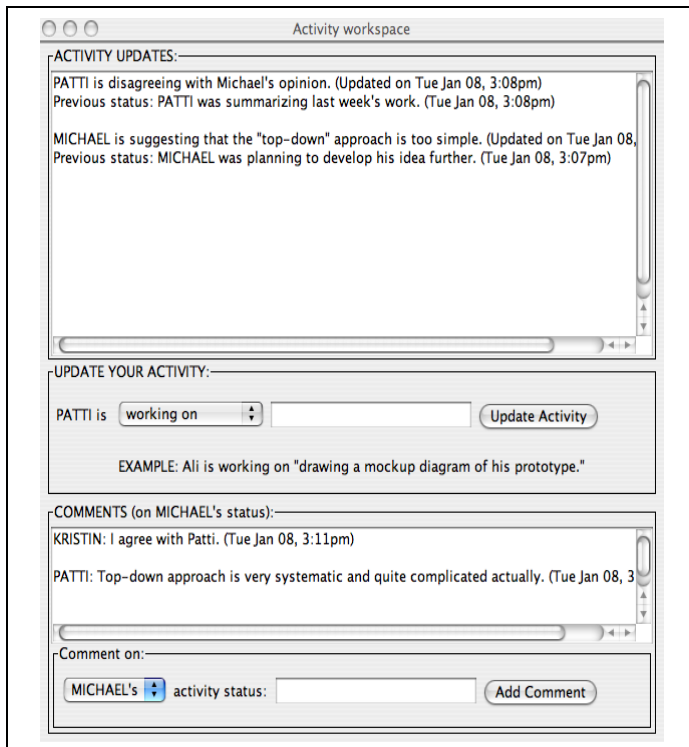 Activity workspace
ACTIVITY UPDATES:
PATTI is disagreeing with Michael's opinion. (Updated on Tue Jan 08, 3:08pm)
Previous status: PATTI was summarizing last week's work. (Tue Jan 08, 3:08pm)
MICHAEL is suggesting that the "top-down" approach is too simple. (Updated on Tue Jan 08,
Previous status: MICHAEL was planning to develop his idea further. (Tue Jan 08, 3:07pm)
UPDATE YOUR ACTIVITY:
PATTI is working on Update Activity
EXAMPLE: Ali is working on "drawing a mockup diagram of his prototype."
COMMENTS (on MICHAEL's status):
KRISTIN: I agree with Patti. (Tue Jan 08, 3:11pm)
PATTI: Top-down approach is very systematic and quite complicated actually. (Tue Jan 08, 3
Comment on:
MICHAEL's activity status: Add Comment